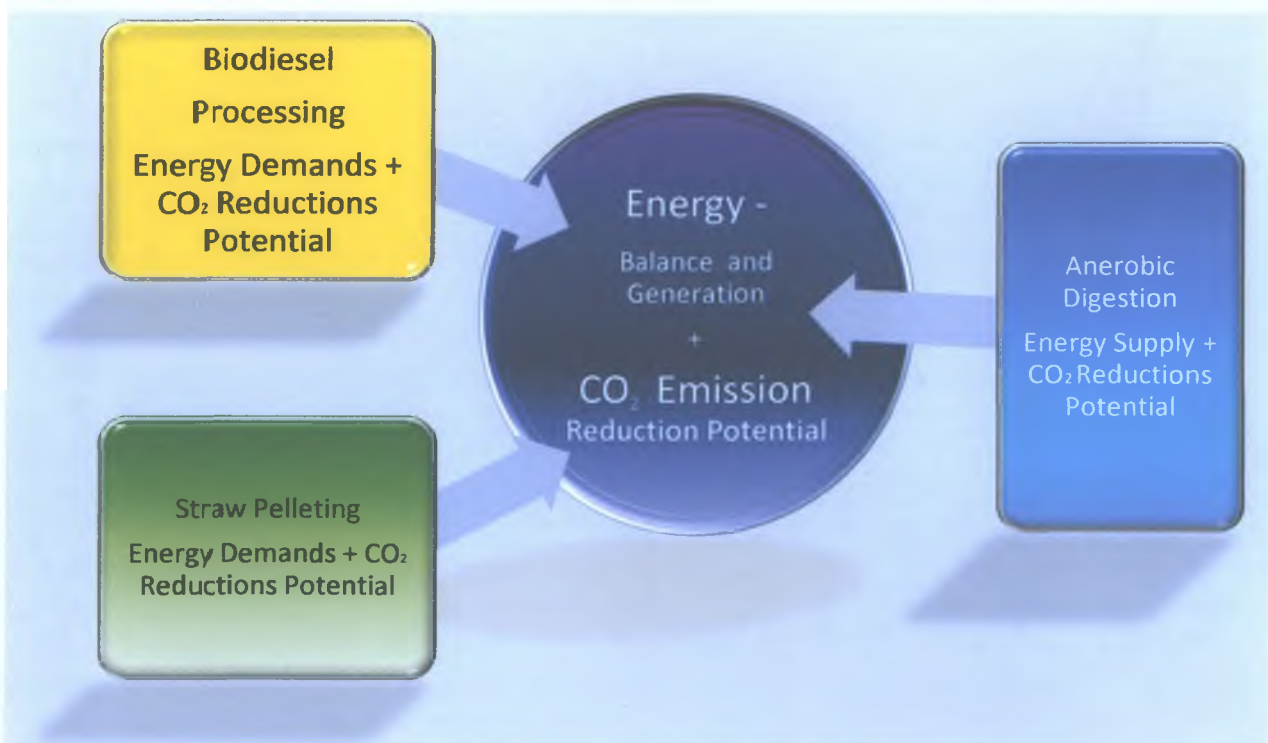 Biodiesel
Processing
Energy Demands +
CO₂ Reductions
Potential
Energy -
Balance and
Generation
+
CO₂ Emission
Reduction Potential
Anerobic
Digestion
Energy Supply +
CO₂ Reductions
Potential
Straw Pelleting
Energy Demands + CO₂
Reductions Potential